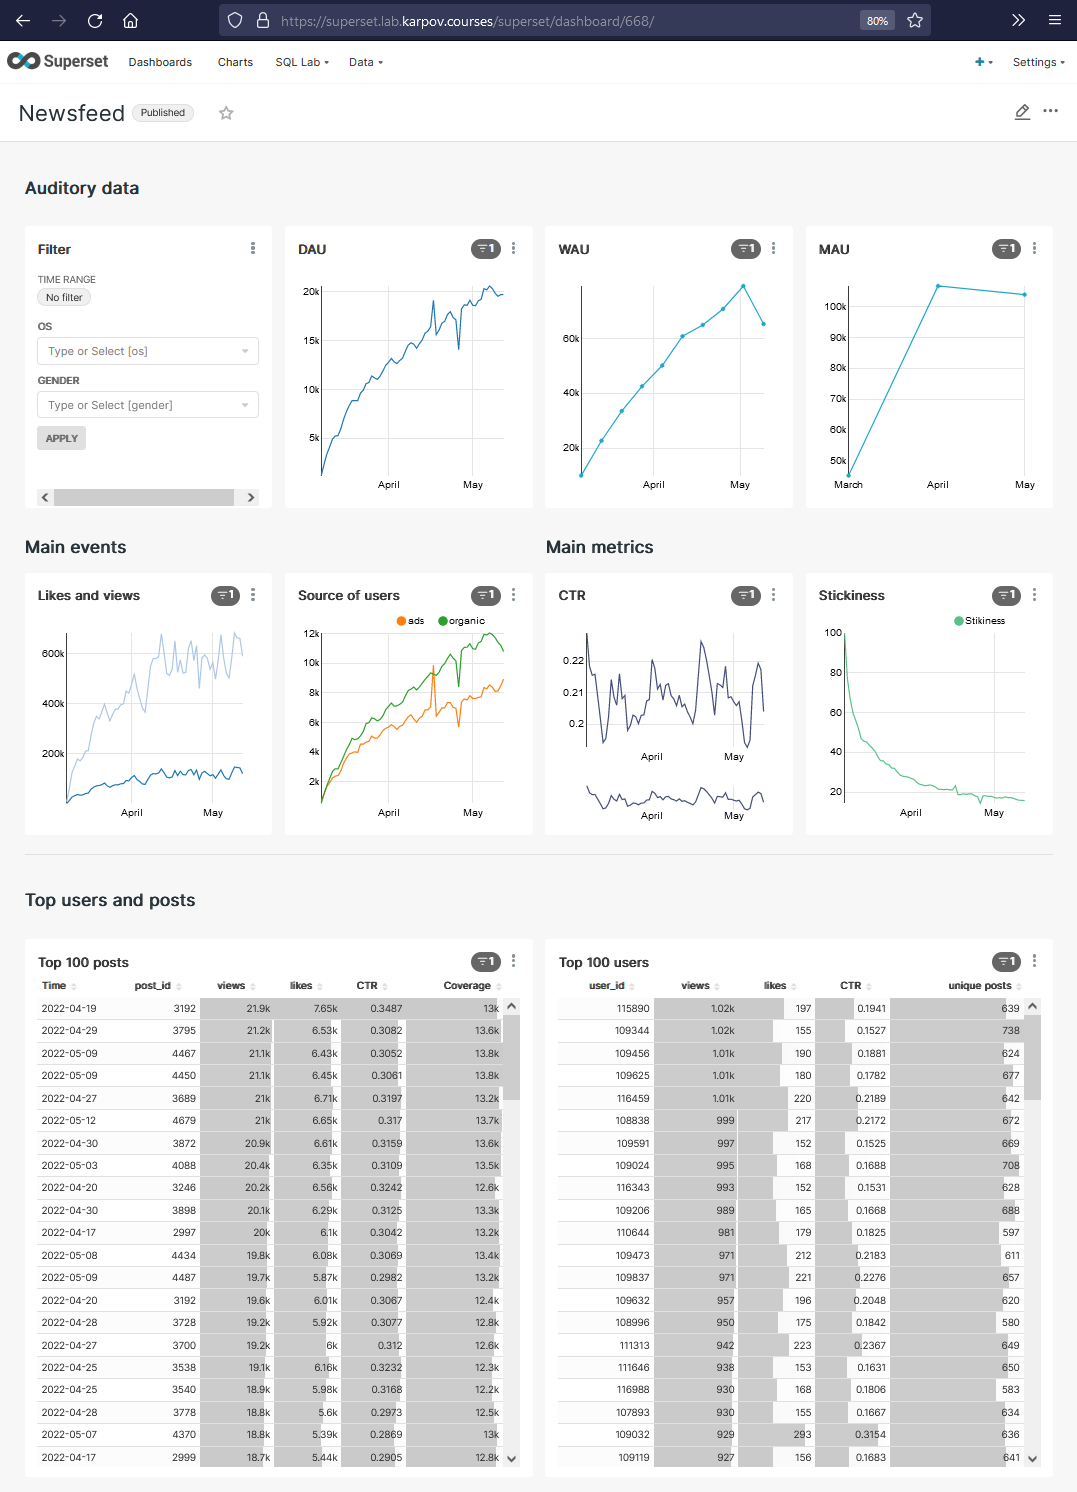 https://superset.lab.karpov.courses/superset/dashboard/668/ 80%
Superset Dashboards Charts SQL Lab Data + Settings
Newsfeed Published
Auditory data
Filter
TIME RANGE
No filter
OS
Type or Select [os]
GENDER
Type or Select [gender]
APPLY
DAU 1
20k
15k
10k
5k
April May
WAU 1
60k
40k
20k
April May
MAU 1
100k
90k
80k
70k
60k
50k
March April May
Main events
Main metrics
Likes and views 1
600k
400k
200k
April May
Source of users 1
ads organic
12k
10k
8k
6k
4k
2k
April May
CTR 1
0.22
0.21
0.2
April May
April May
Stickiness 1
Stikiness
100
80
60
40
20
April May
Top users and posts
Top 100 posts 1
Time post_id views likes CTR Coverage
2022-04-19 3192 21.9k 7.65k 0.3487 13k
2022-04-29 3795 21.2k 6.53k 0.3082 13.6k
2022-05-09 4467 21.1k 6.43k 0.3052 13.8k
2022-05-09 4450 21.1k 6.45k 0.3061 13.8k
2022-04-27 3689 21k 6.71k 0.3197 13.2k
2022-05-12 4679 21k 6.65k 0.317 13.7k
2022-04-30 3872 20.9k 6.61k 0.3159 13.6k
2022-05-03 4088 20.4k 6.35k 0.3109 13.5k
2022-04-20 3246 20.2k 6.56k 0.3242 12.6k
2022-04-30 3898 20.1k 6.29k 0.3125 13.3k
2022-04-17 2997 20k 6.1k 0.3042 13.2k
2022-05-08 4434 19.8k 6.08k 0.3069 13.4k
2022-05-09 4487 19.7k 5.87k 0.2982 13.2k
2022-04-20 3192 19.6k 6.01k 0.3067 12.4k
2022-04-28 3728 19.2k 5.92k 0.3077 12.8k
2022-04-27 3700 19.2k 6k 0.312 12.6k
2022-04-25 3538 19.1k 6.16k 0.3232 12.3k
2022-04-25 3540 18.9k 5.98k 0.3168 12.2k
2022-04-28 3778 18.8k 5.6k 0.2973 12.5k
2022-05-07 4370 18.8k 5.39k 0.2869 13k
2022-04-17 2999 18.7k 5.44k 0.2905 12.8k
Top 100 users 1
user_id views likes CTR unique posts
115890 1.02k 197 0.1941 639
109344 1.02k 155 0.1527 738
109456 1.01k 190 0.1881 624
109625 1.01k 180 0.1782 677
116459 1.01k 220 0.2189 642
108838 999 217 0.2172 672
109591 997 152 0.1525 669
109024 995 168 0.1688 708
116343 993 152 0.1531 628
109206 989 165 0.1668 688
110644 981 179 0.1825 597
109473 971 212 0.2183 611
109837 971 221 0.2276 657
109632 957 196 0.2048 620
108996 950 175 0.1842 580
111313 942 223 0.2367 649
111646 938 153 0.1631 650
116988 930 168 0.1806 583
107893 930 155 0.1667 634
109032 929 293 0.3154 636
109119 927 156 0.1683 641